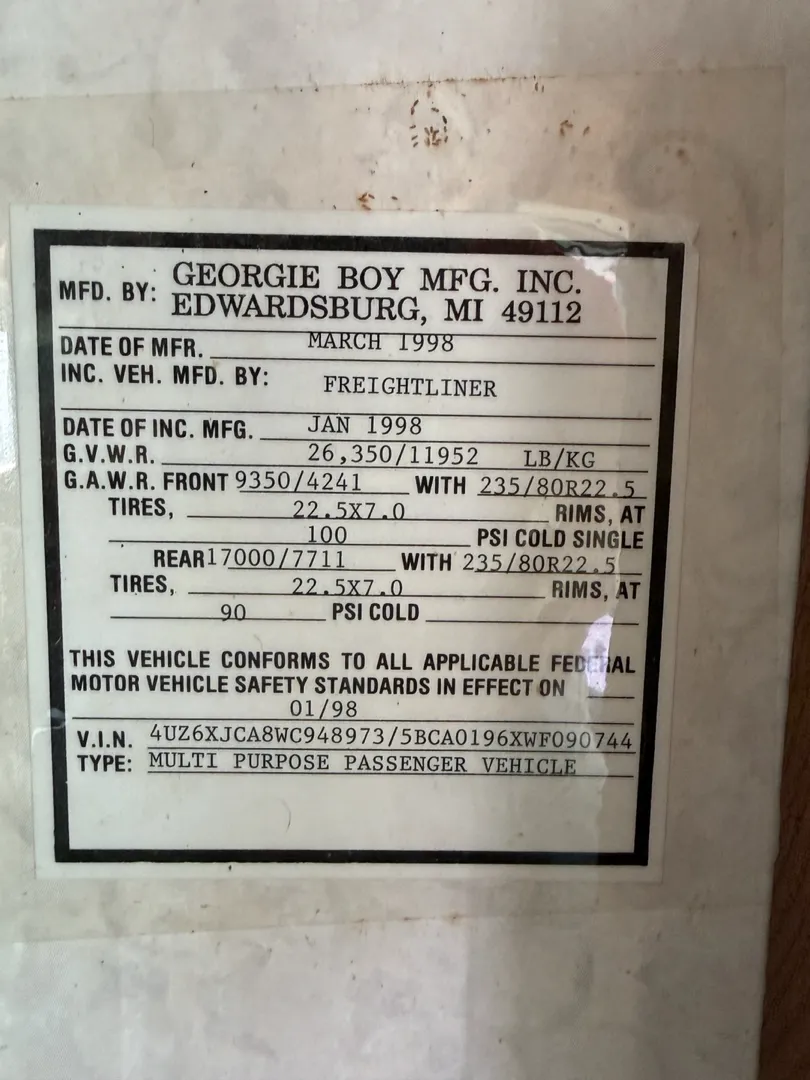 MFD. BY: GEORGIE BOY MFG. INC.
EDWARDSBURG, MI 49112
DATE OF MFR. MARCH 1998
INC. VEH. MFD. BY: FREIGHTLINER
DATE OF INC. MFG. JAN 1998
G.V.W.R. 26,350/11952 LB/KG
G.A.W.R. FRONT 9350/4241 WITH 235/80R22.5
TIRES, 22.5X7.0 RIMS, AT
100 PSI COLD SINGLE
REAR 17000/7711 WITH 235/80R22.5
TIRES, 22.5X7.0 RIMS, AT
90 PSI COLD
THIS VEHICLE CONFORMS TO ALL APPLICABLE FEDERAL
MOTOR VEHICLE SAFETY STANDARDS IN EFFECT ON
01/98
V.I.N. 4UZ6XJCA8WC948973/5BCA0196XWF090744
TYPE: MULTI PURPOSE PASSENGER VEHICLE